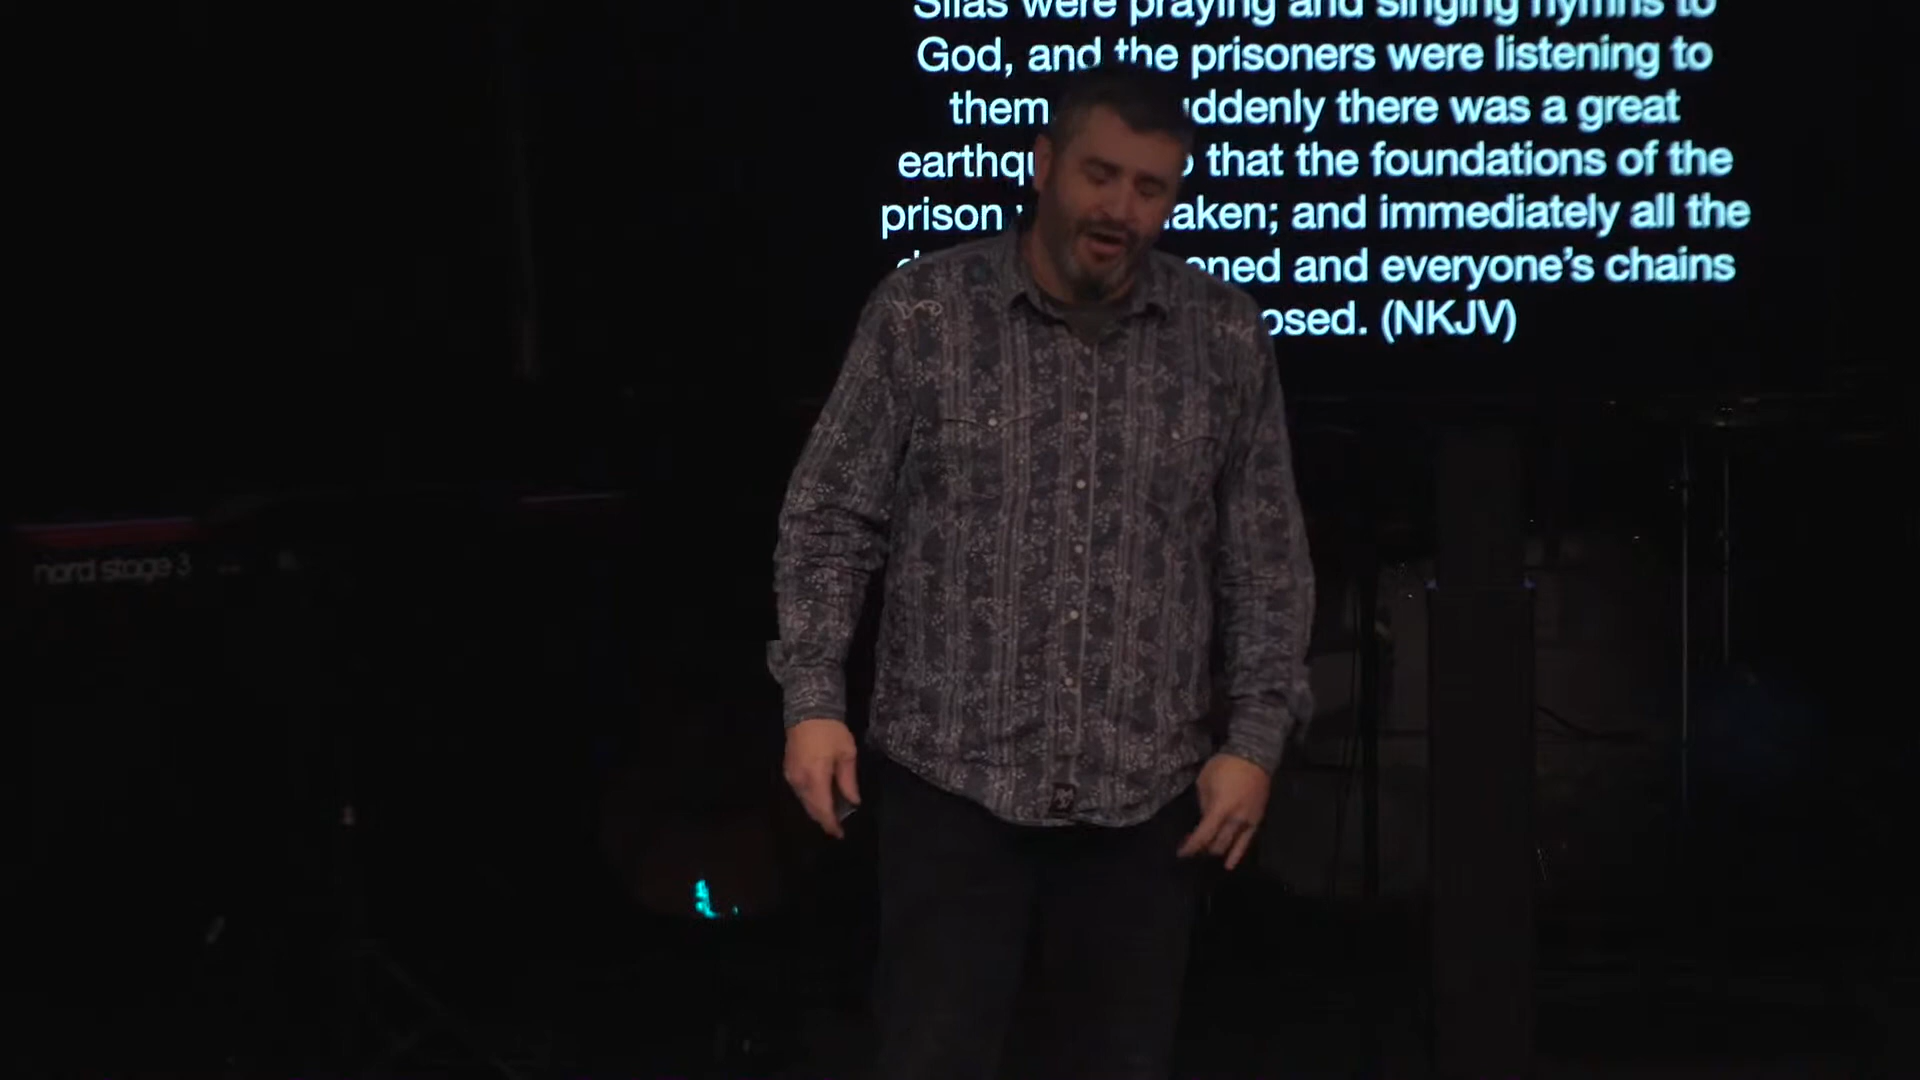 Silas were praying and singing hymns to
God, and the prisoners were listening to
them. uddenly there was a great
earthqu that the foundations of the
prison aken; and immediately all the
ened and everyone's chains
osed. (NKJV)
nord stage 3